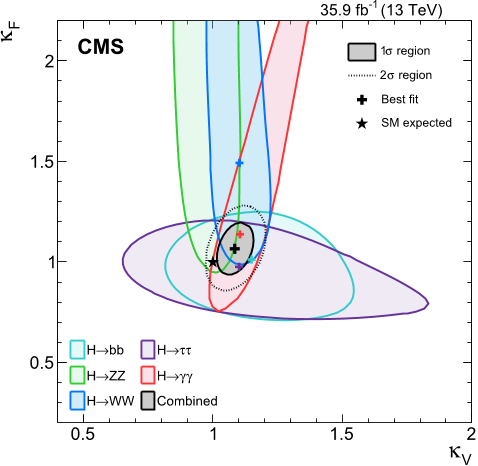 35.9 fb⁻¹ (13 TeV)
κF
CMS
1σ region
2σ region
Best fit
SM expected
2
1.5
1
0.5
H→bb
H→ττ
H→ZZ
H→γγ
H→WW
Combined
0.5
1
1.5
2
κV